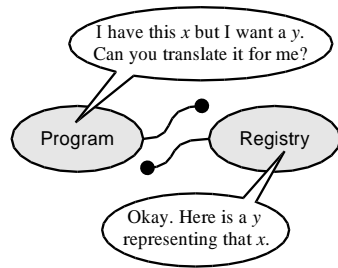 I have this x but I want a y.
Can you translate it for me?
Program
Registry
Okay. Here is a y
representing that x.